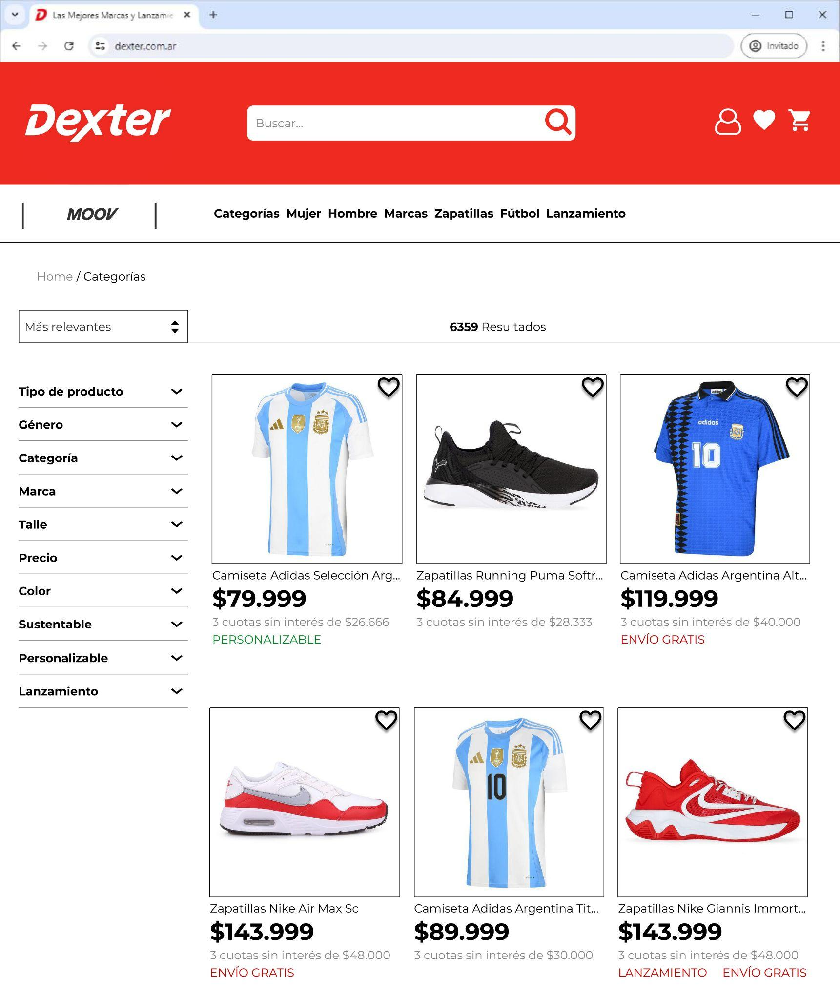 Las Mejores Marcas y Lanzamie
dexter.com.ar
Invitado
Dexter
Buscar...
MOOV
Categorías Mujer Hombre Marcas Zapatillas Fútbol Lanzamiento
Home / Categorías
Más relevantes
6359 Resultados
Tipo de producto
Género
Categoría
Marca
Talle
Precio
Color
Sustentable
Personalizable
Lanzamiento
AFA
adidas
adidas
AFA
10
Camiseta Adidas Selección Arg...
$79.999
3 cuotas sin interés de $26.666
PERSONALIZABLE
Zapatillas Running Puma Softr...
$84.999
3 cuotas sin interés de $28.333
Camiseta Adidas Argentina Alt...
$119.999
3 cuotas sin interés de $40.000
ENVÍO GRATIS
AFA
10
Zapatillas Nike Air Max Sc
$143.999
3 cuotas sin interés de $48.000
ENVÍO GRATIS
Camiseta Adidas Argentina Tit...
$89.999
3 cuotas sin interés de $30.000
Zapatillas Nike Giannis Immort...
$143.999
3 cuotas sin interés de $48.000
LANZAMIENTO ENVÍO GRATIS